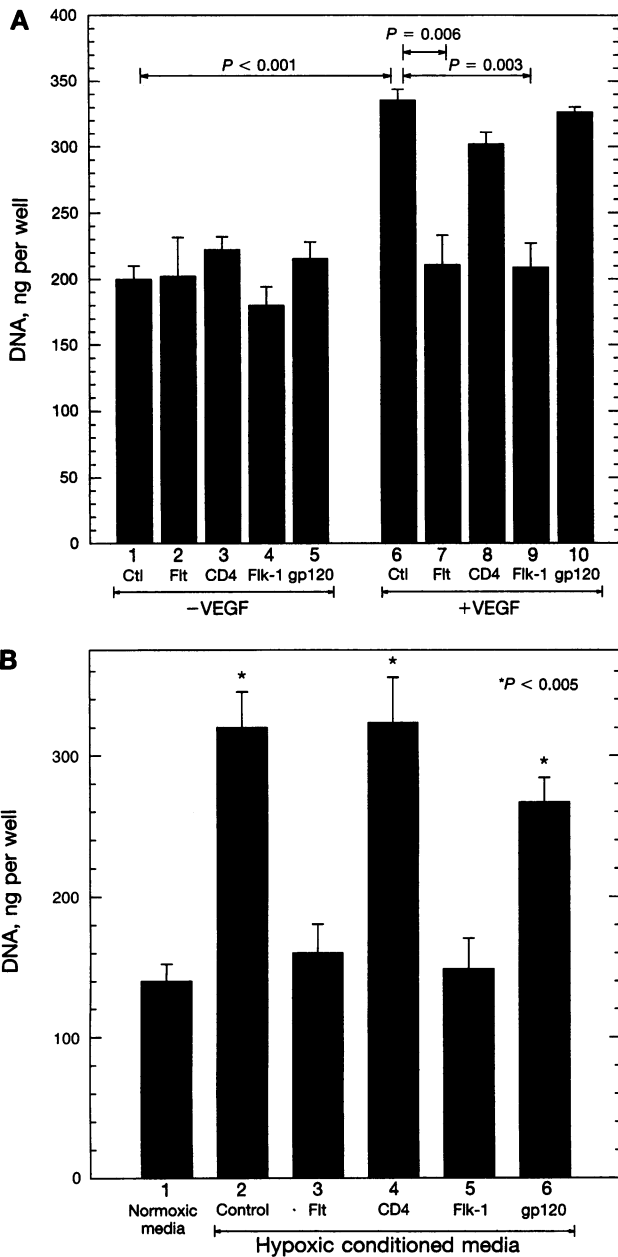 A
400
350
300
250
200
150
100
50
0
DNA, ng per well
P = 0.006
P < 0.001
P = 0.003
1 2 3 4 5 6 7 8 9 10
Ctl Flt CD4 Flk-1 gp120 Ctl Flt CD4 Flk-1 gp120
−VEGF +VEGF
B
*P < 0.005
* * *
300
200
100
0
DNA, ng per well
1 2 3 4 5 6
Normoxic media Control Flt CD4 Flk-1 gp120
Hypoxic conditioned media